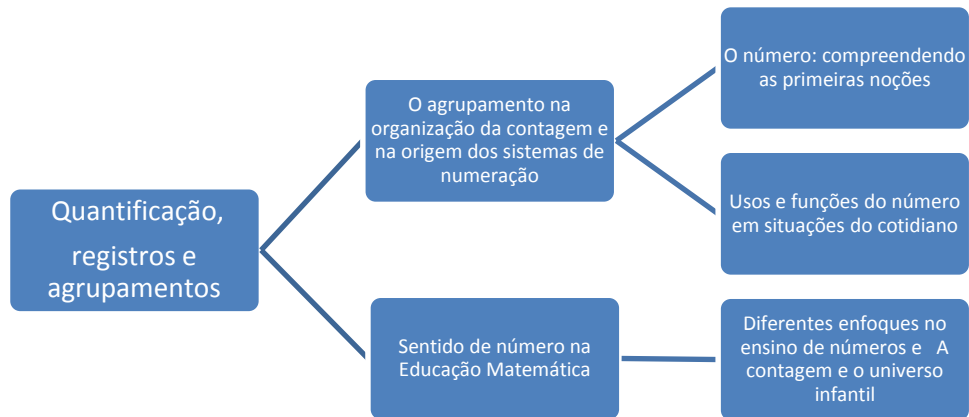 Quantificação,
registros e
agrupamentos
O agrupamento na
organização da contagem e
na origem dos sistemas de
numeração
O número: compreendendo
as primeiras noções
Usos e funções do número
em situações do cotidiano
Sentido de número na
Educação Matemática
Diferentes enfoques no
ensino de números e A
contagem e o universo
infantil